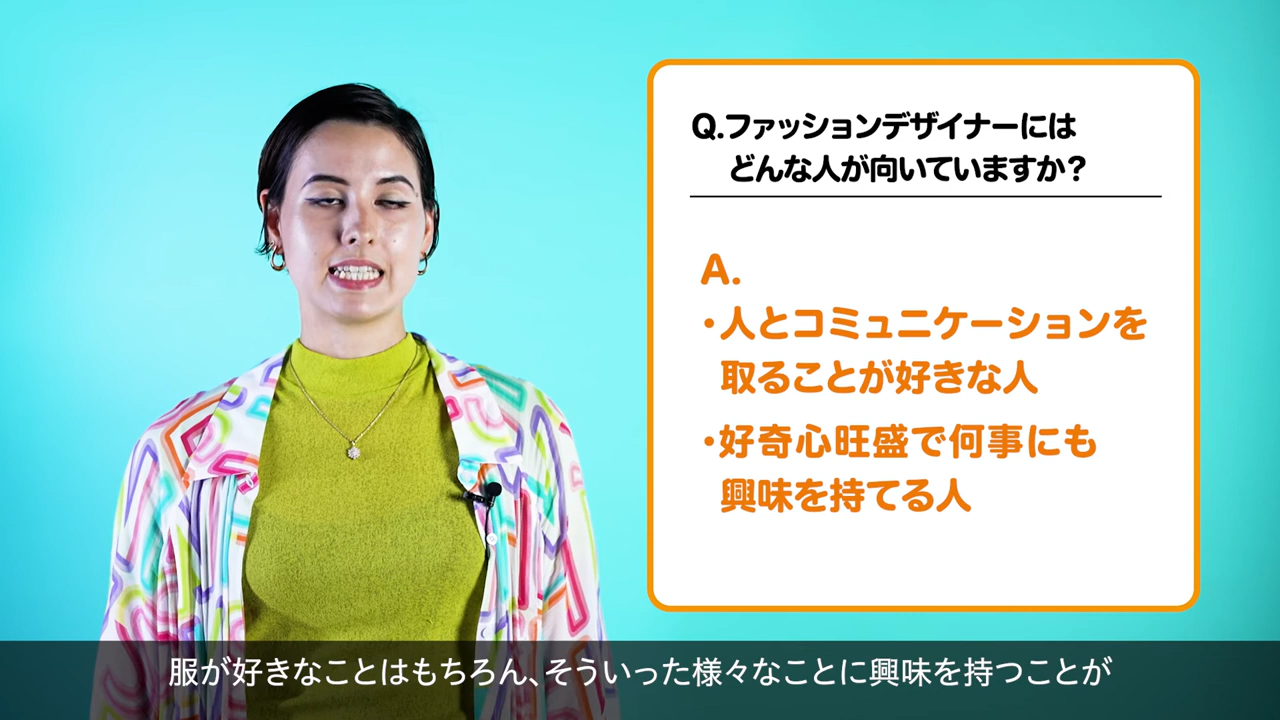 Q.ファッションデザイナーには
どんな人が向いていますか?
A.
・人とコミュニケーションを
取ることが好きな人
・好奇心旺盛で何事にも
興味を持てる人
服が好きなことはもちろん、そういった様々なことに興味を持つことが